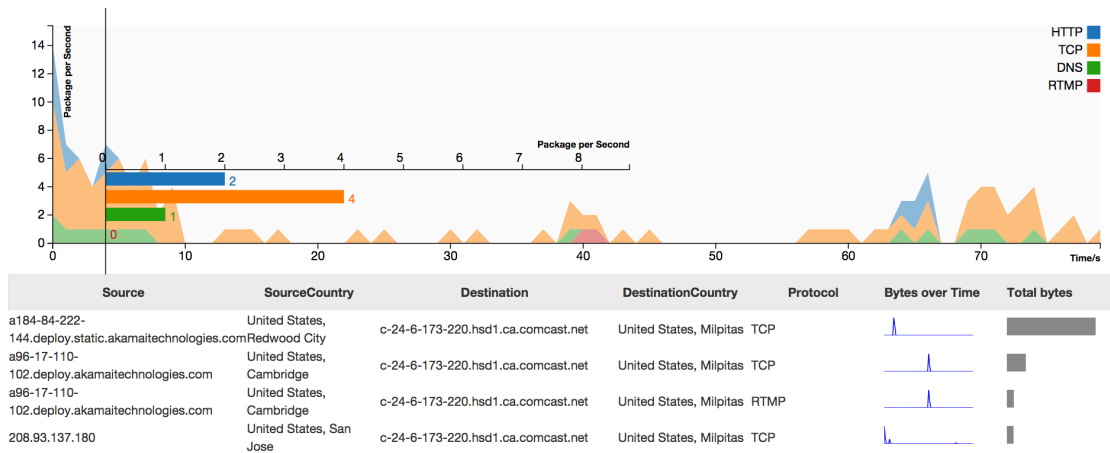 HTTP
TCP
DNS
RTMP
Package per Second
14
12
10
8
6
4
2
0
Package per Second
0 1 2 3 4 5 6 7 8
2
4
1
0
0 10 20 30 40 50 60 70
Time/s
Source SourceCountry Destination DestinationCountry Protocol Bytes over Time Total bytes
a184-84-222-
144.deploy.static.akamaitechnologies.com
United States,
Redwood City
c-24-6-173-220.hsd1.ca.comcast.net
United States, Milpitas
TCP
a96-17-110-
102.deploy.akamaitechnologies.com
United States,
Cambridge
c-24-6-173-220.hsd1.ca.comcast.net
United States, Milpitas
TCP
a96-17-110-
102.deploy.akamaitechnologies.com
United States,
Cambridge
c-24-6-173-220.hsd1.ca.comcast.net
United States, Milpitas
RTMP
208.93.137.180
United States, San
Jose
c-24-6-173-220.hsd1.ca.comcast.net
United States, Milpitas
TCP